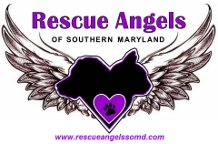 Rescue Angels
OF SOUTHERN MARYLAND
www.rescueangelssomd.com